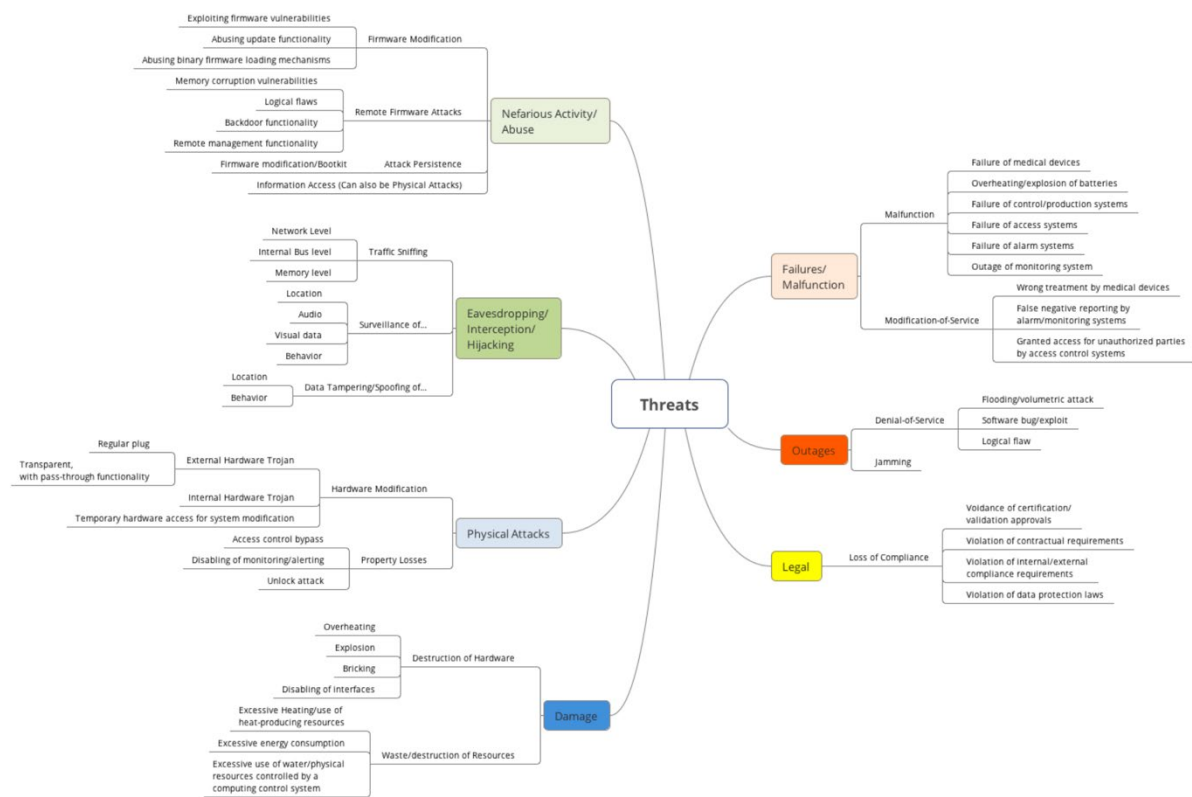 Exploiting firmware vulnerabilities
Abusing update functionality
Abusing binary firmware loading mechanisms
Firmware Modification
Memory corruption vulnerabilities
Logical flaws
Backdoor functionality
Remote management functionality
Remote Firmware Attacks
Firmware modification/Bootkit
Attack Persistence
Information Access (Can also be Physical Attacks)
Nefarious Activity/
Abuse
Network Level
Internal Bus level
Memory level
Traffic Sniffing
Location
Audio
Visual data
Behavior
Surveillance of...
Location
Behavior
Data Tampering/Spoofing of...
Eavesdropping/
Interception/
Hijacking
Regular plug
Transparent,
with pass-through functionality
External Hardware Trojan
Internal Hardware Trojan
Temporary hardware access for system modification
Hardware Modification
Access control bypass
Disabling of monitoring/alerting
Unlock attack
Property Losses
Physical Attacks
Overheating
Explosion
Bricking
Disabling of interfaces
Destruction of Hardware
Excessive Heating/use of
heat-producing resources
Excessive energy consumption
Excessive use of water/physical
resources controlled by a
computing control system
Waste/destruction of Resources
Damage
Threats
Failures/
Malfunction
Malfunction
Failure of medical devices
Overheating/explosion of batteries
Failure of control/production systems
Failure of access systems
Failure of alarm systems
Outage of monitoring system
Modification-of-Service
Wrong treatment by medical devices
False negative reporting by
alarm/monitoring systems
Granted access for unauthorized parties
by access control systems
Outages
Denial-of-Service
Flooding/volumetric attack
Software bug/exploit
Logical flaw
Jamming
Legal
Loss of Compliance
Voidance of certification/
validation approvals
Violation of contractual requirements
Violation of internal/external
compliance requirements
Violation of data protection laws